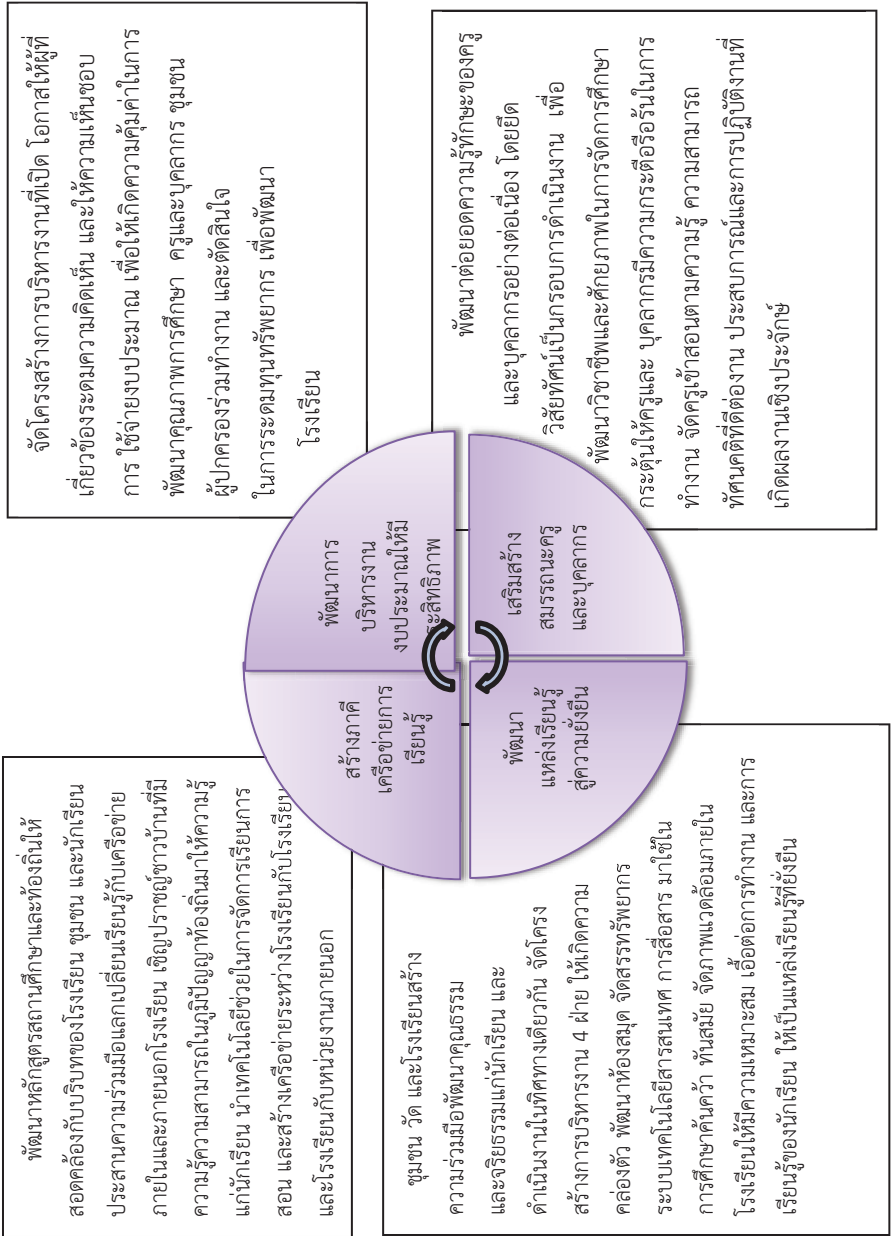 พัฒนาหลักสูตรสถานศึกษาและท้องถิ่นให้
สอดคล้องกับบริบทของโรงเรียน ชุมชน และนักเรียน
ประสานความร่วมมือแลกเปลี่ยนเรียนรู้กับเครือข่าย
ภายในและภายนอกโรงเรียน เชิญปราชญ์ชาวบ้านที่มี
ความรู้ความสามารถในภูมิปัญญาท้องถิ่นมาให้ความรู้
แก่นักเรียน นำเทคโนโลยีช่วยในการจัดการเรียนการ
สอน และสร้างเครือข่ายระหว่างโรงเรียนกับโรงเรียน
และโรงเรียนกับหน่วยงานภายนอก
จัดโครงสร้างการบริหารงานที่เปิด โอกาสให้ผู้ที่
เกี่ยวข้องระดมความคิดเห็น และให้ความเห็นชอบ
การ ใช้จ่ายงบประมาณ เพื่อให้เกิดความคุ้มค่าในการ
พัฒนาคุณภาพการศึกษา ครูและบุคลากร ชุมชน
ผู้ปกครองร่วมทำงาน และตัดสินใจ
ในการระดมทุนทรัพยากร เพื่อพัฒนา
โรงเรียน
สร้างภาคี
เครือข่ายการ
เรียนรู้
พัฒนาการ
บริหารงาน
งบประมาณให้มี
ระสิทธิภาพ
พัฒนา
แหล่งเรียนรู้
สู่ความยั่งยืน
เสริมสร้าง
สมรรถนะครู
และบุคลากร
ชุมชน วัด และโรงเรียนสร้าง
ความร่วมมือพัฒนาคุณธรรม
และจริยธรรมแก่นักเรียน และ
ดำเนินงานในทิศทางเดียวกัน จัดโครง
สร้างการบริหารงาน 4 ฝ่าย ให้เกิดความ
คล่องตัว พัฒนาห้องสมุด จัดสรรทรัพยากร
ระบบเทคโนโลยีสารสนเทศ การสื่อสาร มาใช้ใน
การศึกษาค้นคว้า ทันสมัย จัดภาพแวดล้อมภายใน
โรงเรียนให้มีความเหมาะสม เอื้อต่อการทำงาน และการ
เรียนรู้ของนักเรียน ให้เป็นแหล่งเรียนรู้ที่ยั่งยืน
พัฒนาต่อยอดความรู้ทักษะของครู
และบุคลากรอย่างต่อเนื่อง โดยยึด
วิสัยทัศน์เป็นกรอบการดำเนินงาน เพื่อ
พัฒนาวิชาชีพและศักยภาพในการจัดการศึกษา
กระตุ้นให้ครูและ บุคลากรมีความกระตือรือร้นในการ
ทำงาน จัดครูเข้าสอนตามความรู้ ความสามารถ
ทัศนคติที่ดีต่องาน ประสบการณ์และการปฏิบัติงานที่
เกิดผลงานเชิงประจักษ์